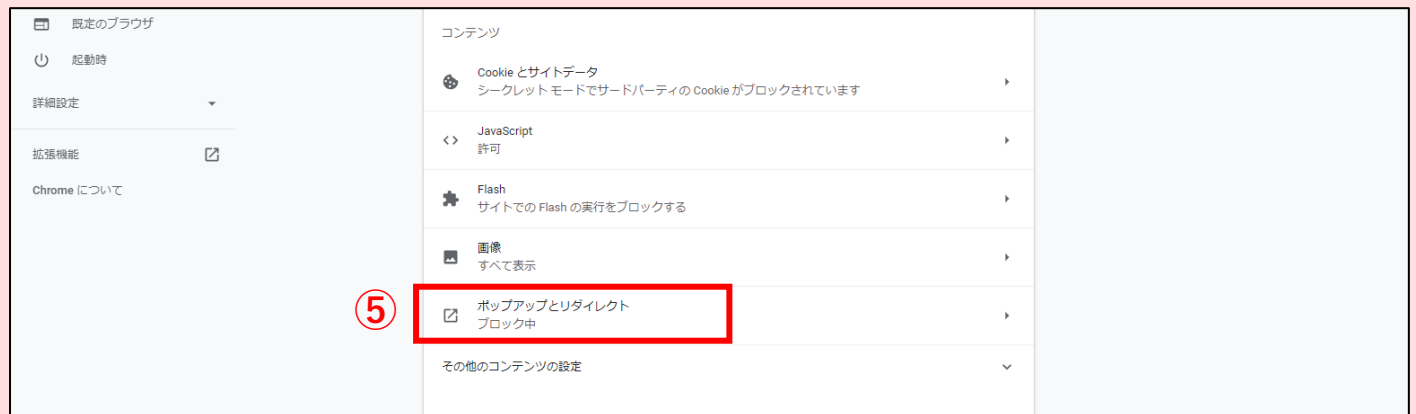 既定のブラウザ
起動時
詳細設定
拡張機能
Chrome について
コンテンツ
Cookie とサイトデータ
シークレット モードでサードパーティの Cookie がブロックされています
JavaScript
許可
Flash
サイトでの Flash の実行をブロックする
画像
すべて表示
⑤
ポップアップとリダイレクト
ブロック中
その他のコンテンツの設定